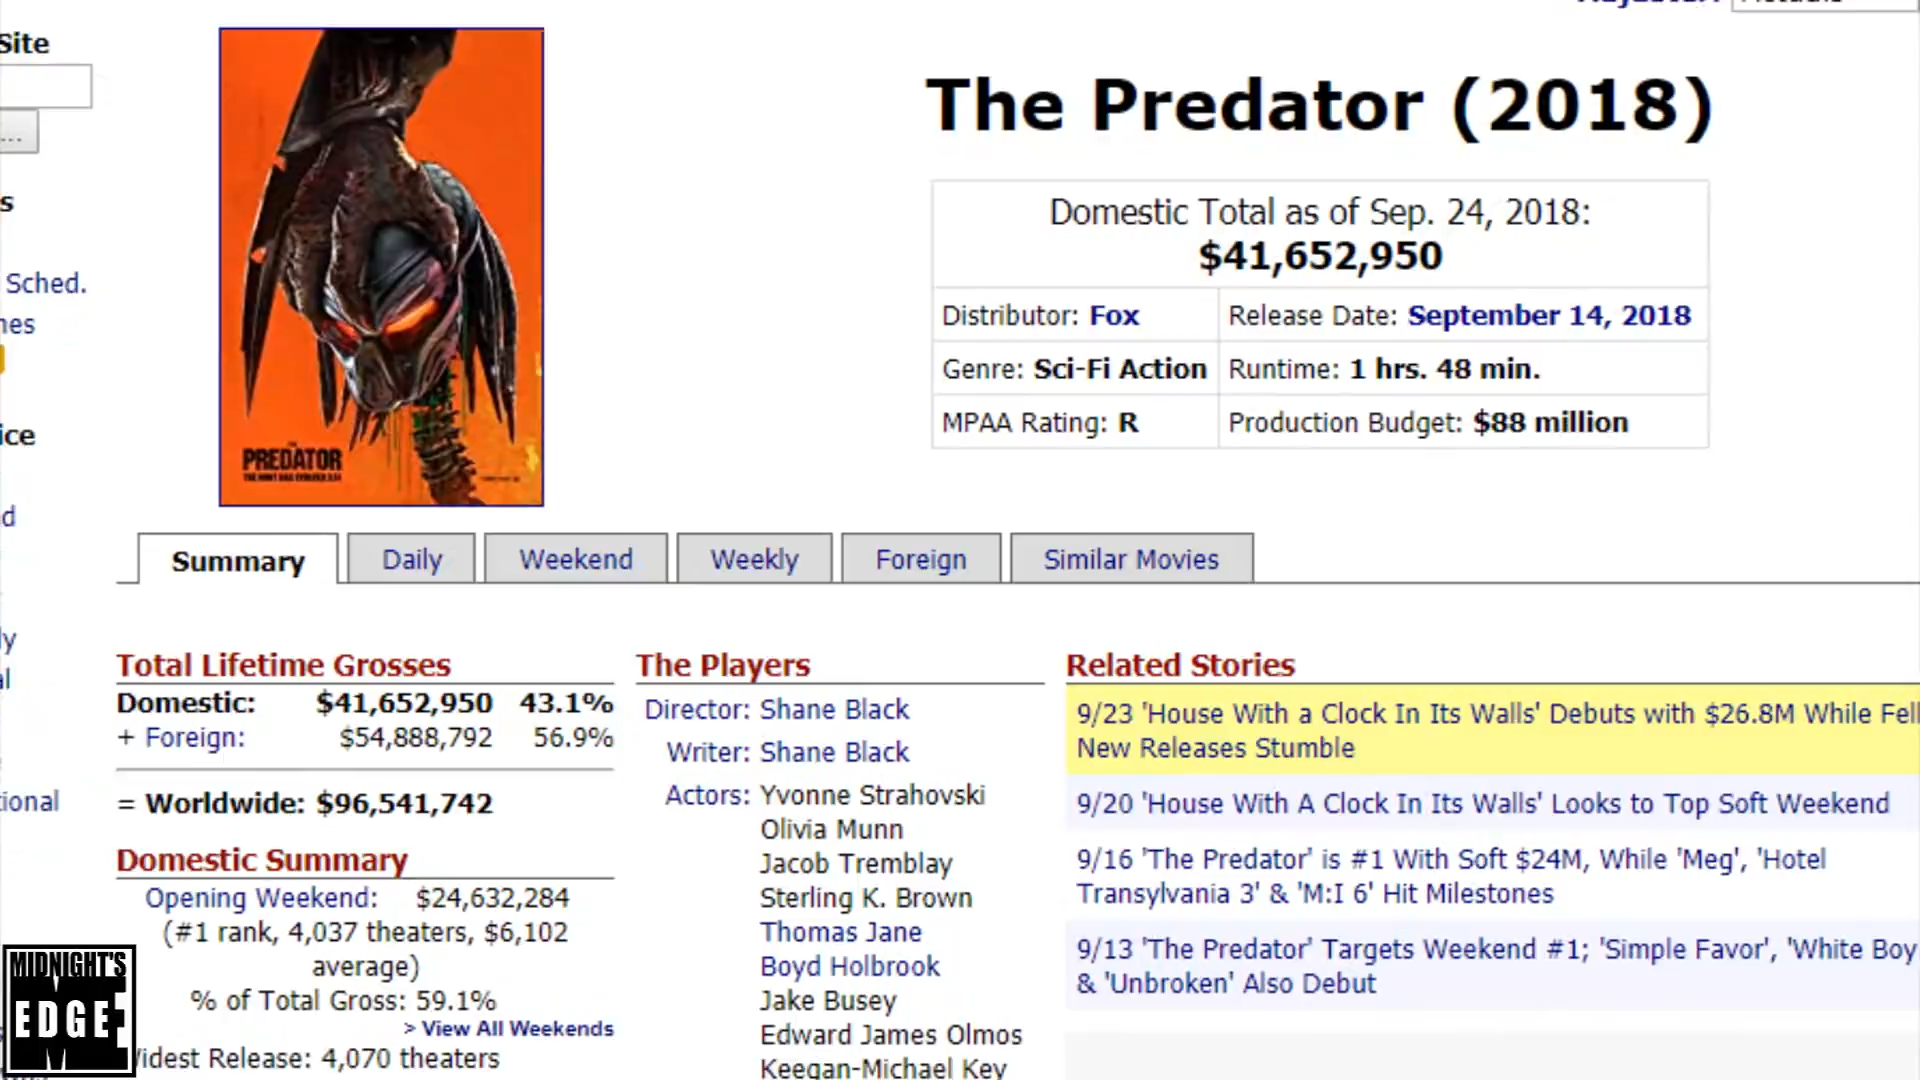 Site
...
s
Sched.
nes
ice
d
ly
al
ional
The Predator (2018)
Domestic Total as of Sep. 24, 2018:
$41,652,950
Distributor: Fox
Release Date: September 14, 2018
Genre: Sci-Fi Action
Runtime: 1 hrs. 48 min.
MPAA Rating: R
Production Budget: $88 million
THE
PREDATOR
Summary
Daily
Weekend
Weekly
Foreign
Similar Movies
Total Lifetime Grosses
Domestic: $41,652,950 43.1%
+ Foreign: $54,888,792 56.9%
= Worldwide: $96,541,742
Domestic Summary
Opening Weekend: $24,632,284
(#1 rank, 4,037 theaters, $6,102
average)
% of Total Gross: 59.1%
> View All Weekends
Widest Release: 4,070 theaters
The Players
Director: Shane Black
Writer: Shane Black
Actors: Yvonne Strahovski
Olivia Munn
Jacob Tremblay
Sterling K. Brown
Thomas Jane
Boyd Holbrook
Jake Busey
Edward James Olmos
Keegan-Michael Key
Related Stories
9/23 'House With a Clock In Its Walls' Debuts with $26.8M While Fell
New Releases Stumble
9/20 'House With A Clock In Its Walls' Looks to Top Soft Weekend
9/16 'The Predator' is #1 With Soft $24M, While 'Meg', 'Hotel
Transylvania 3' & 'M:I 6' Hit Milestones
9/13 'The Predator' Targets Weekend #1; 'Simple Favor', 'White Boy
& 'Unbroken' Also Debut
MIDNIGHT'S
EDGE